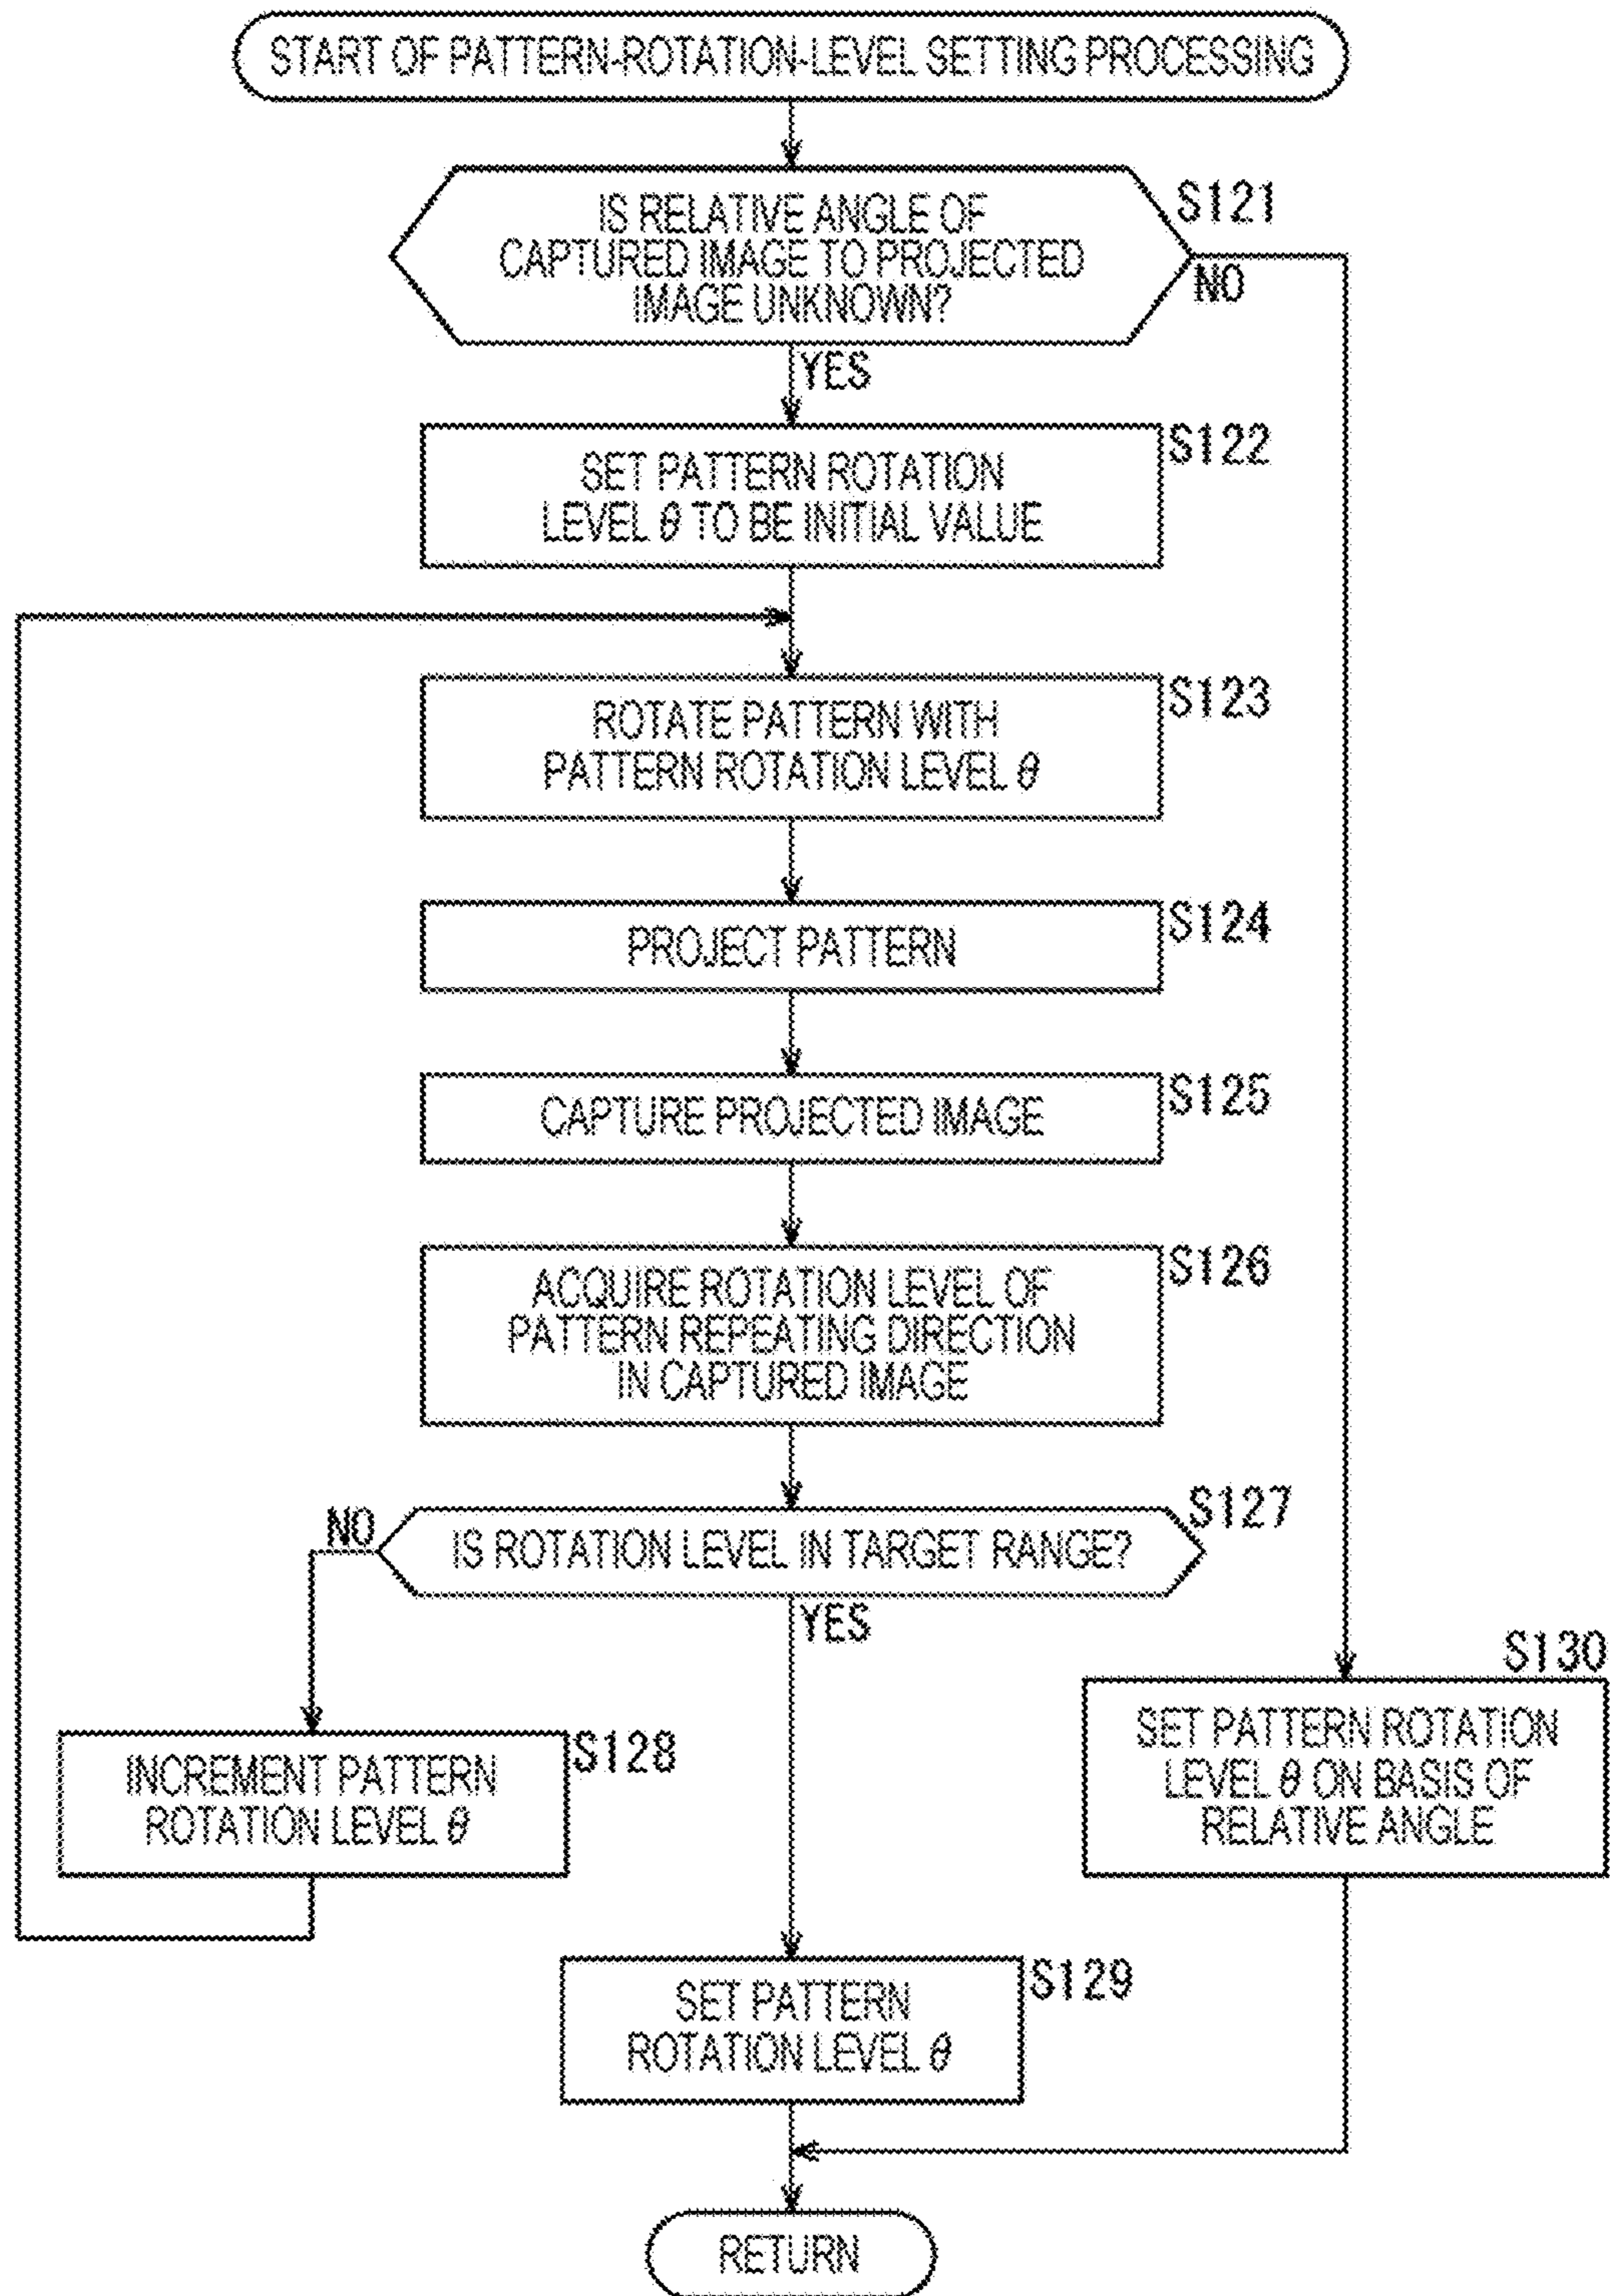 START OF PATTERN-ROTATION-LEVEL SETTING PROCESSING
IS RELATIVE ANGLE OF
CAPTURED IMAGE TO PROJECTED
IMAGE UNKNOWN?
S121
NO
YES
S122
SET PATTERN ROTATION
LEVEL θ TO BE INITIAL VALUE
S123
ROTATE PATTERN WITH
PATTERN ROTATION LEVEL θ
S124
PROJECT PATTERN
S125
CAPTURE PROJECTED IMAGE
S126
ACQUIRE ROTATION LEVEL OF
PATTERN REPEATING DIRECTION
IN CAPTURED IMAGE
S127
NO
IS ROTATION LEVEL IN TARGET RANGE?
YES
S128
INCREMENT PATTERN
ROTATION LEVEL θ
S130
SET PATTERN ROTATION
LEVEL θ ON BASIS OF
RELATIVE ANGLE
S129
SET PATTERN
ROTATION LEVEL θ
RETURN